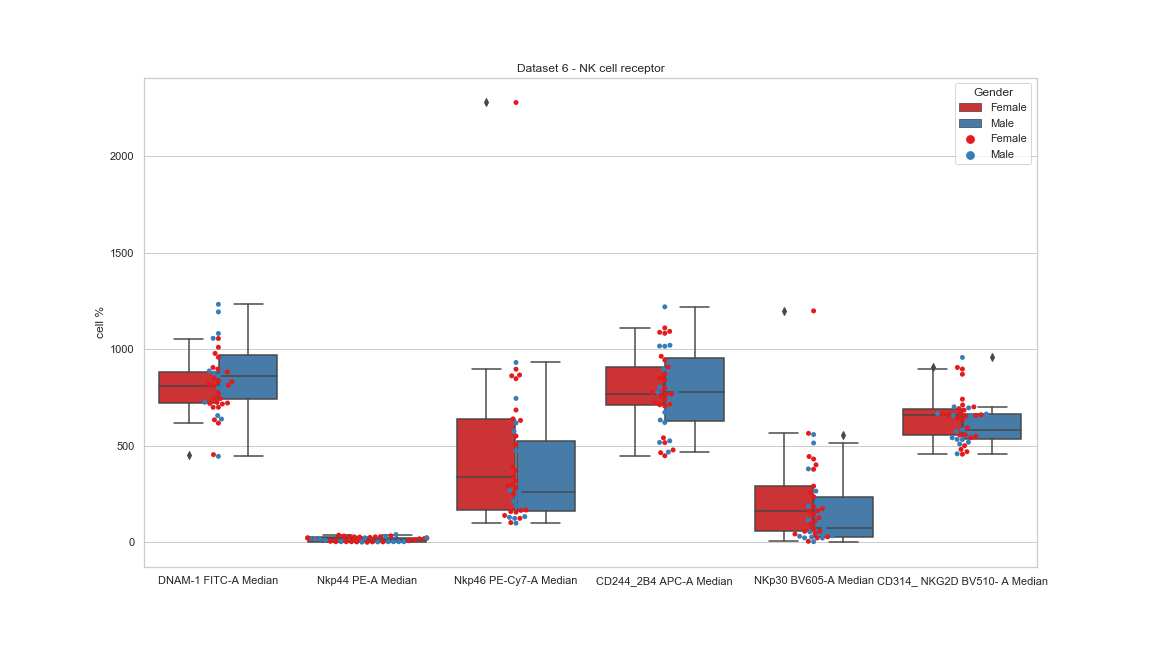 Dataset 6 - NK cell receptor
Gender
Female
Male
Female
Male
cell %
2000
1500
1000
500
0
DNAM-1 FITC-A Median
Nkp44 PE-A Median
Nkp46 PE-Cy7-A Median
CD244_2B4 APC-A Median
NKp30 BV605-A Median
CD314_ NKG2D BV510- A Median